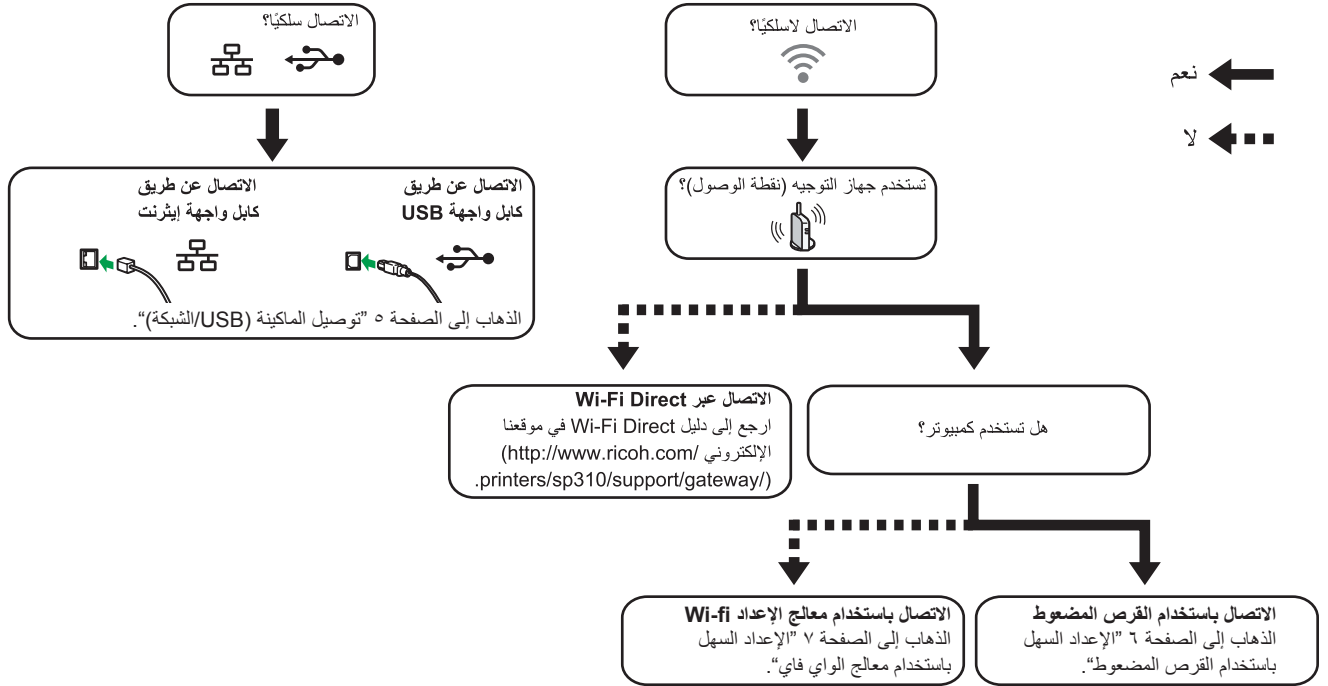 الاتصال سلكيًا؟
الاتصال لاسلكيًا؟
نعم
لا
الاتصال عن طريق
كابل واجهة USB
الاتصال عن طريق
كابل واجهة إيثرنت
الذهاب إلى الصفحة ٥ "توصيل الماكينة (USB/الشبكة)“.
تستخدم جهاز التوجيه (نقطة الوصول)؟
الاتصال عبر Wi-Fi Direct
ارجع إلى دليل Wi-Fi Direct في موقعنا
الإلكتروني (http://www.ricoh.com/
printers/sp310/support/gateway/).
هل تستخدم كمبيوتر؟
الاتصال باستخدام القرص المضعوط
الذهاب إلى الصفحة ٦ "الإعداد السهل
باستخدام القرص المضعوط“.
الاتصال باستخدام معالج الإعداد Wi-fi
الذهاب إلى الصفحة ٧ "الإعداد السهل
باستخدام معالج الواي فاي“.